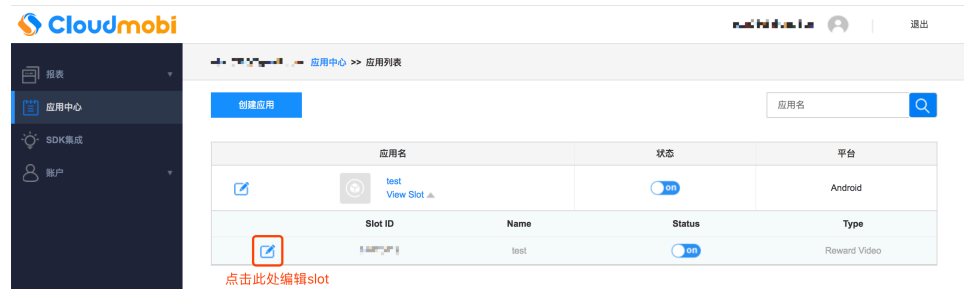 Cloudmobi
退出
应用中心 >> 应用列表
报表
应用中心
SDK集成
账户
创建应用
应用名
应用名 状态 平台
test on Android
View Slot
Slot ID Name Status Type
test on Reward Video
点击此处编辑slot